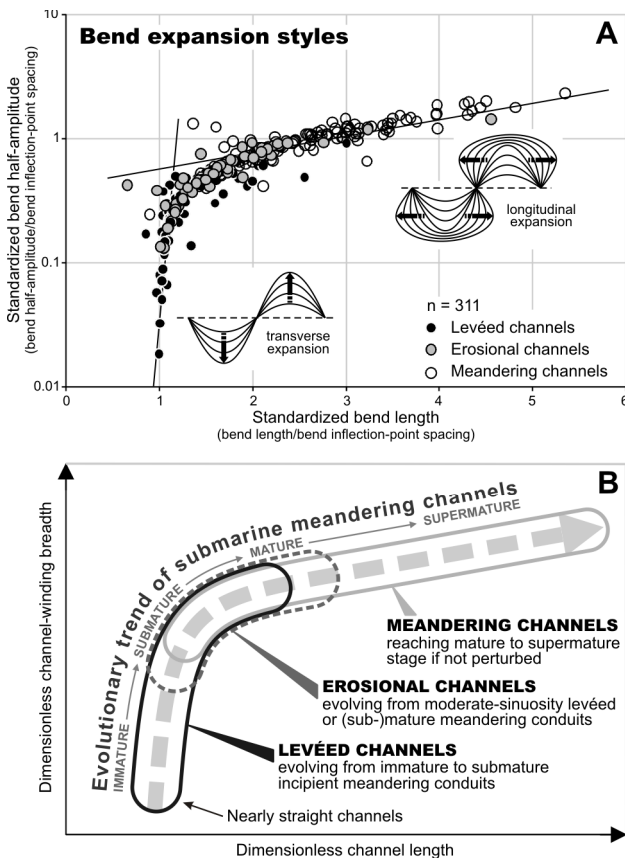 Bend expansion styles
A
10
1
0.1
0.01
Standardized bend half-amplitude
(bend half-amplitude/bend inflection-point spacing)
longitudinal
expansion
transverse
expansion
n = 311
Levéed channels
Erosional channels
Meandering channels
0 1 2 3 4 5 6
Standardized bend length
(bend length/bend inflection-point spacing)
B
Evolutionary trend of submarine meandering channels
IMMATURE
SUBMATURE
MATURE
SUPERMATURE
MEANDERING CHANNELS
reaching mature to supermature
stage if not perturbed
EROSIONAL CHANNELS
evolving from moderate-sinuosity levéed
or (sub-)mature meandering conduits
LEVÉED CHANNELS
evolving from immature to submature
incipient meandering conduits
Nearly straight channels
Dimensionless channel-winding breadth
Dimensionless channel length